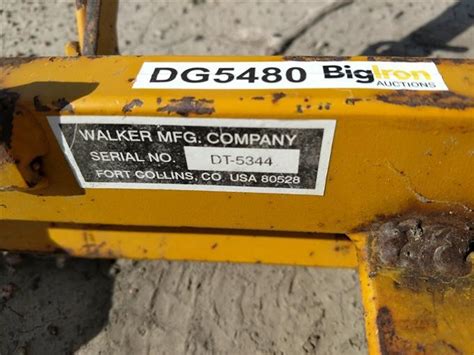 DG5480 BigIron
AUCTIONS
WALKER MFG. COMPANY
SERIAL NO. DT-5344
FORT COLLINS, CO. USA 80528